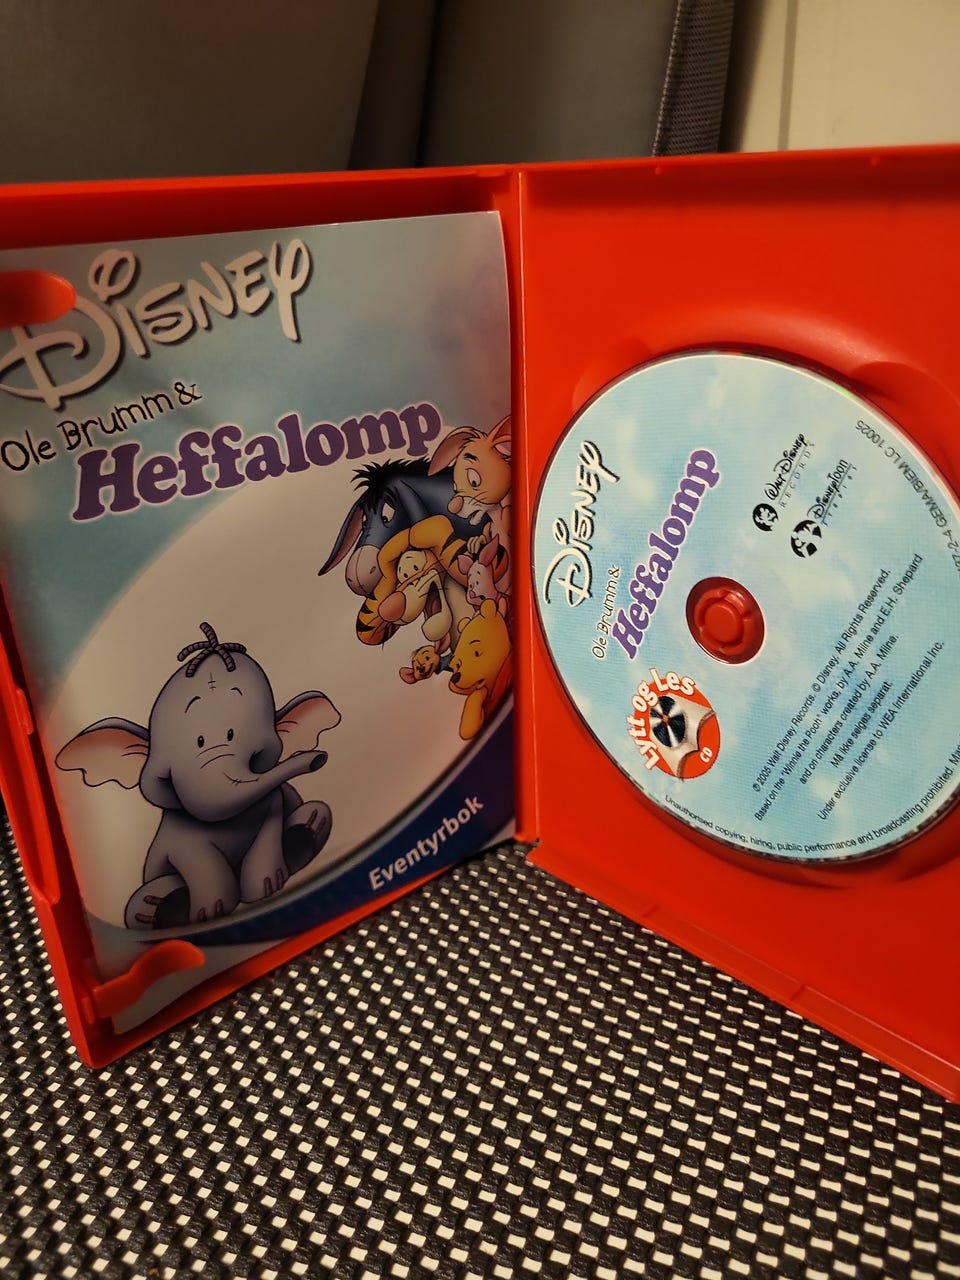 Disney
Ole Brumm &
Heffalomp
Eventyrbok
Disney
Ole Brumm &
Heffalomp
Lytt og Les
CD
WALT DISNEY
RECORDS
LC 10025
GEMA/BIEM
© 2005 Walt Disney Records. © Disney. All Rights Reserved.
Based on the "Winnie the Pooh" works, by A.A. Milne and E.H. Shepard
and on characters created by A.A. Milne.
Må ikke selges separat.
Under exclusive license to WEA International Inc.
Unauthorised copying, hiring, public performance and broadcasting prohibited.